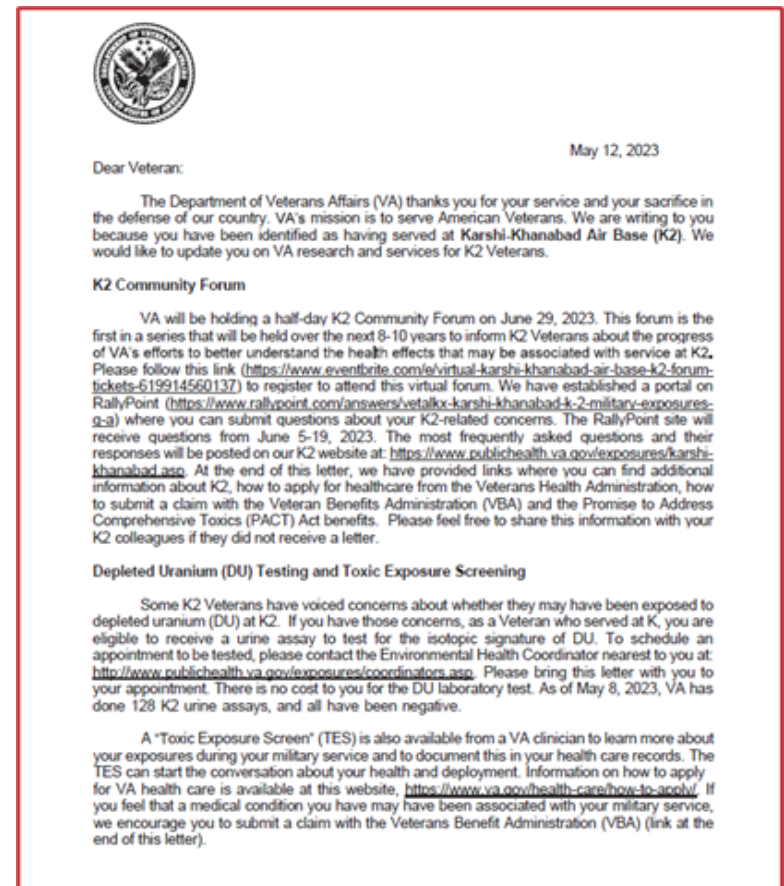 DEPARTMENT OF VETERANS AFFAIRS
UNITED STATES OF AMERICA
May 12, 2023
Dear Veteran:
The Department of Veterans Affairs (VA) thanks you for your service and your sacrifice in
the defense of our country. VA's mission is to serve American Veterans. We are writing to you
because you have been identified as having served at Karshi-Khanabad Air Base (K2). We
would like to update you on VA research and services for K2 Veterans.
K2 Community Forum
VA will be holding a half-day K2 Community Forum on June 29, 2023. This forum is the
first in a series that will be held over the next 8-10 years to inform K2 Veterans about the progress
of VA's efforts to better understand the health effects that may be associated with service at K2.
Please follow this link (https://www.eventbrite.com/e/virtual-karshi-khanabad-air-base-k2-forum-
tickets-619914560137) to register to attend this virtual forum. We have established a portal on
RallyPoint (https://www.rallypoint.com/answers/vetalkx-karshi-khanabad-k-2-military-exposures-
q-a) where you can submit questions about your K2-related concerns. The RallyPoint site will
receive questions from June 5-19, 2023. The most frequently asked questions and their
responses will be posted on our K2 website at: https://www.publichealth.va.gov/exposures/karshi-
khanabad.asp. At the end of this letter, we have provided links where you can find additional
information about K2, how to apply for healthcare from the Veterans Health Administration, how
to submit a claim with the Veteran Benefits Administration (VBA) and the Promise to Address
Comprehensive Toxics (PACT) Act benefits. Please feel free to share this information with your
K2 colleagues if they did not receive a letter.
Depleted Uranium (DU) Testing and Toxic Exposure Screening
Some K2 Veterans have voiced concerns about whether they may have been exposed to
depleted uranium (DU) at K2. If you have those concerns, as a Veteran who served at K, you are
eligible to receive a urine assay to test for the isotopic signature of DU. To schedule an
appointment to be tested, please contact the Environmental Health Coordinator nearest to you at:
http://www.publichealth.va.gov/exposures/coordinators.asp. Please bring this letter with you to
your appointment. There is no cost to you for the DU laboratory test. As of May 8, 2023, VA has
done 128 K2 urine assays, and all have been negative.
A "Toxic Exposure Screen" (TES) is also available from a VA clinician to learn more about
your exposures during your military service and to document this in your health care records. The
TES can start the conversation about your health and deployment. Information on how to apply
for VA health care is available at this website, https://www.va.gov/health-care/how-to-apply/. If
you feel that a medical condition you have may have been associated with your military service,
we encourage you to submit a claim with the Veterans Benefit Administration (VBA) (link at the
end of this letter).